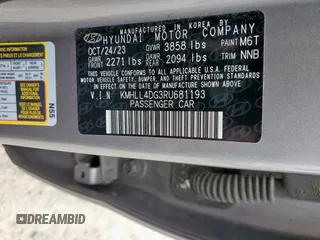 MANUFACTURED IN KOREA BY
HYUNDAI MOTOR COMPANY
OCT/24/23 GVWR 3858 lbs PAINT M6T
GAWR FRONT 2271 lbs GAWR REAR 2094 lbs TRIM NNB
THIS VEHICLE CONFORMS TO ALL APPLICABLE FEDERAL MOTOR
VEHICLE SAFETY, BUMPER, AND THEFT PREVENTION
STANDARDS IN EFFECT ON THE DATE OF MANUFACTURE SHOWN ABOVE.
V.I.N KMHLL4DG3RU681193
PASSENGER CAR
N55
DREAMBID